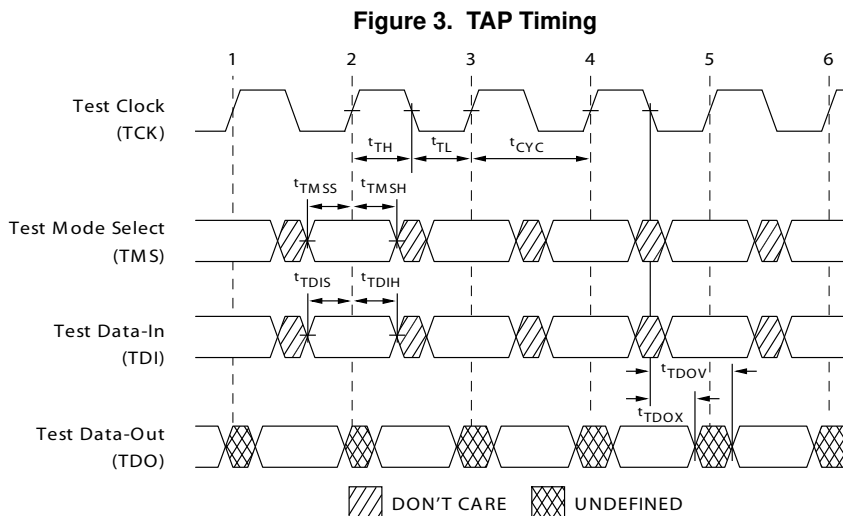 Figure 3. TAP Timing
1 2 3 4 5 6
Test Clock
(TCK)
tTH tTL tCYC
tTMSS tTMSH
Test Mode Select
(TMS)
tTDIS tTDIH
Test Data-In
(TDI)
tTDOV
tTDOX
Test Data-Out
(TDO)
DON'T CARE UNDEFINED